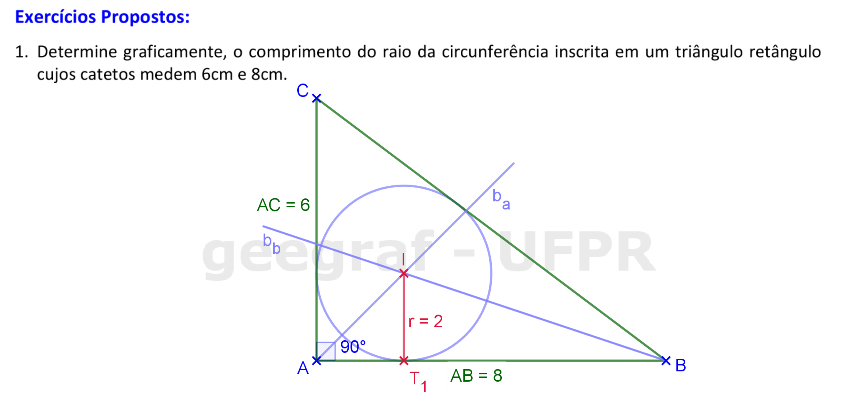 Exercícios Propostos:
1. Determine graficamente, o comprimento do raio da circunferência inscrita em um triângulo retângulo
cujos catetos medem 6cm e 8cm.
C
AC = 6
b_a
b_b
geegraf - UFPR
I
r = 2
90°
A
B
T_1
AB = 8